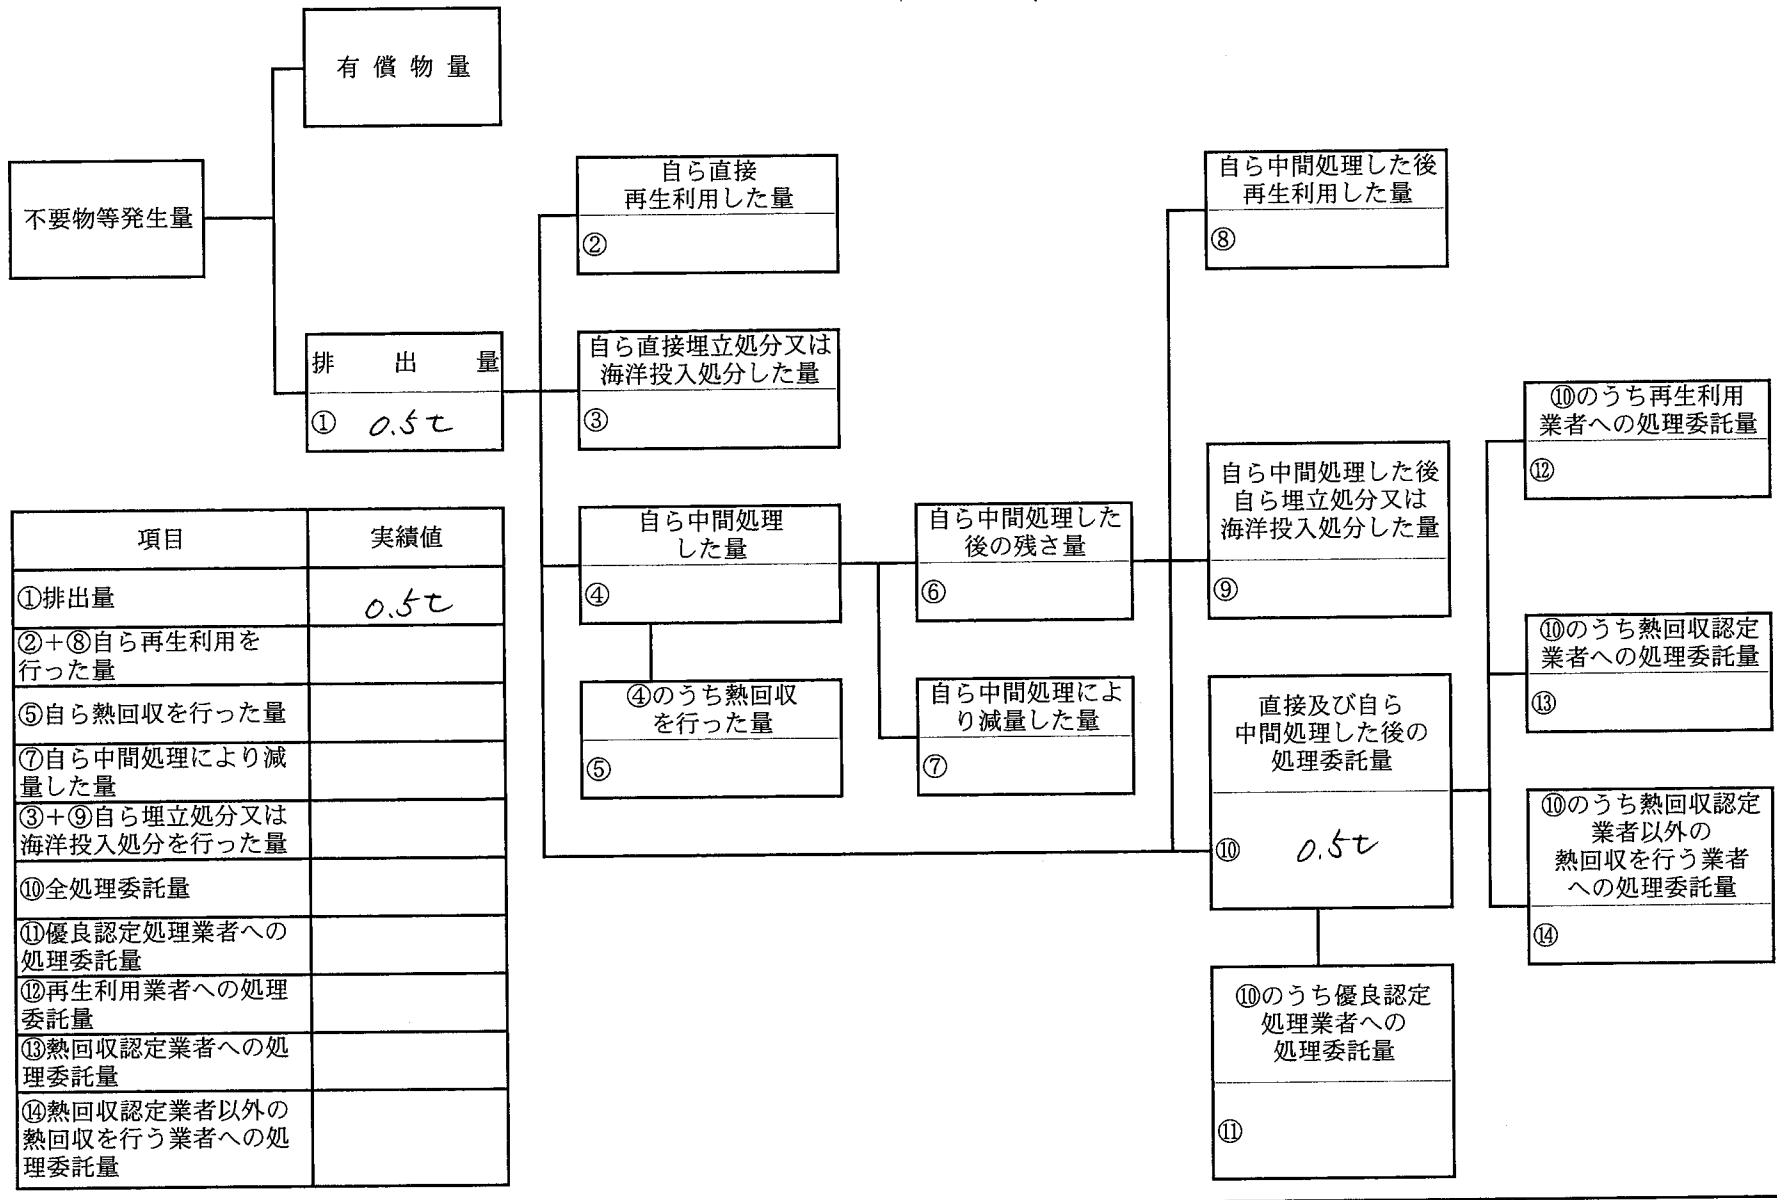 有償物量
不要物等発生量
排出量
① 0.5t
自ら直接
再生利用した量
②
自ら直接埋立処分又は
海洋投入処分した量
③
自ら中間処理
した量
④
④のうち熱回収
を行った量
⑤
自ら中間処理した
後の残さ量
⑥
自ら中間処理によ
り減量した量
⑦
自ら中間処理した後
再生利用した量
⑧
自ら中間処理した後
自ら埋立処分又は
海洋投入処分した量
⑨
直接及び自ら
中間処理した後の
処理委託量
⑩ 0.5t
⑩のうち優良認定
処理業者への
処理委託量
⑪
⑩のうち再生利用
業者への処理委託量
⑫
⑩のうち熱回収認定
業者への処理委託量
⑬
⑩のうち熱回収認定
業者以外の
熱回収を行う業者
への処理委託量
⑭
項目 実績値
①排出量 0.5t
②+⑧自ら再生利用を
行った量
⑤自ら熱回収を行った量
⑦自ら中間処理により減
量した量
③+⑨自ら埋立処分又は
海洋投入処分を行った量
⑩全処理委託量
⑪優良認定処理業者への
処理委託量
⑫再生利用業者への処理
委託量
⑬熱回収認定業者への処
理委託量
⑭熱回収認定業者以外の
熱回収を行う業者への処
理委託量